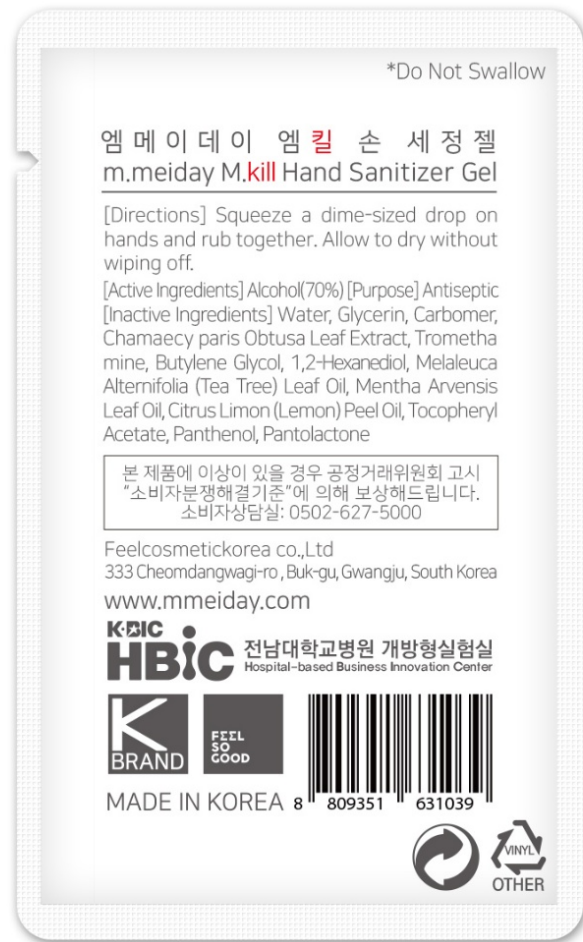 *Do Not Swallow
엠메이데이 엠킬 손 세정젤
m.meiday M.kill Hand Sanitizer Gel
[Directions] Squeeze a dime-sized drop on
hands and rub together. Allow to dry without
wiping off.
[Active Ingredients] Alcohol(70%) [Purpose] Antiseptic
[Inactive Ingredients] Water, Glycerin, Carbomer,
Chamaecy paris Obtusa Leaf Extract, Trometha
mine, Butylene Glycol, 1,2-Hexanediol, Melaleuca
Alternifolia (Tea Tree) Leaf Oil, Mentha Arvensis
Leaf Oil, Citrus Limon (Lemon) Peel Oil, Tocopheryl
Acetate, Panthenol, Pantolactone
본 제품에 이상이 있을 경우 공정거래위원회 고시
“소비자분쟁해결기준”에 의해 보상해드립니다.
소비자상담실: 0502-627-5000
Feelcosmetickorea co.,Ltd
333 Cheomdangwagi-ro , Buk-gu, Gwangju, South Korea
www.mmeiday.com
K·BIC
HBiC 전남대학교병원 개방형실험실
Hospital-based Business Innovation Center
K
BRAND
FEEL
SO
GOOD
MADE IN KOREA
8 809351 631039
VINYL
OTHER